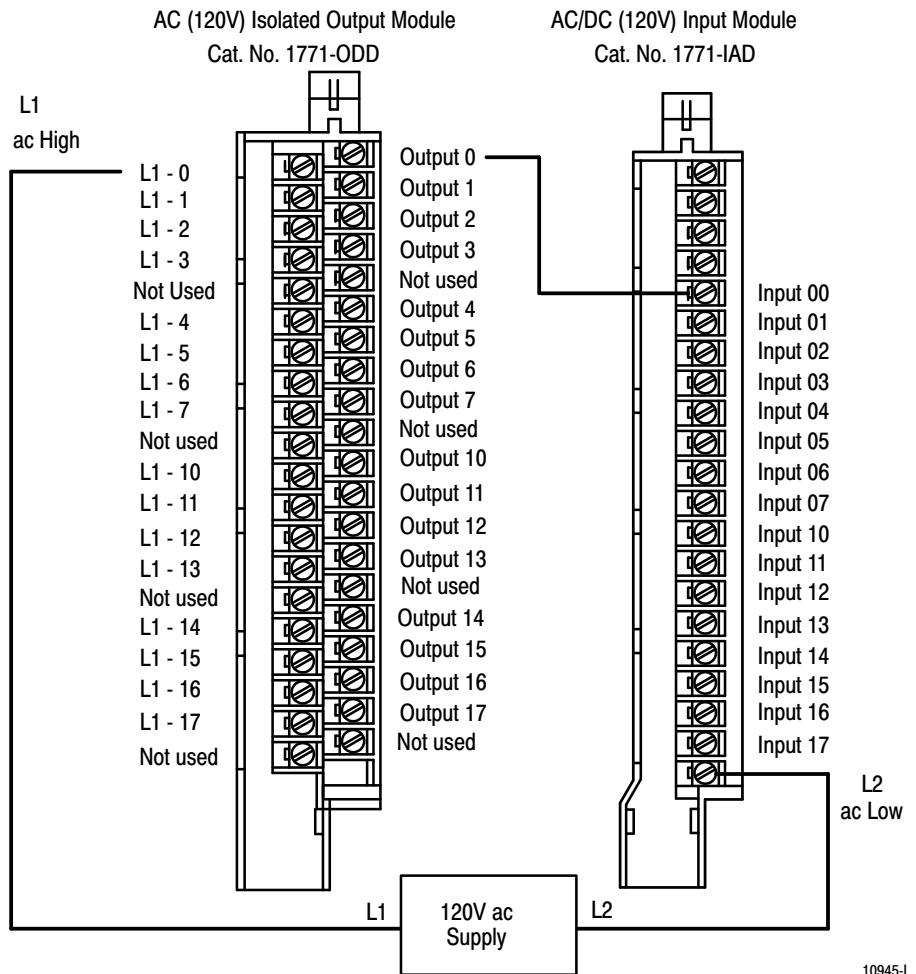 AC (120V) Isolated Output Module
Cat. No. 1771-ODD
AC/DC (120V) Input Module
Cat. No. 1771-IAD
L1
ac High
L1 - 0
L1 - 1
L1 - 2
L1 - 3
Not Used
L1 - 4
L1 - 5
L1 - 6
L1 - 7
Not used
L1 - 10
L1 - 11
L1 - 12
L1 - 13
Not used
L1 - 14
L1 - 15
L1 - 16
L1 - 17
Not used
Output 0
Output 1
Output 2
Output 3
Not used
Output 4
Output 5
Output 6
Output 7
Not used
Output 10
Output 11
Output 12
Output 13
Not used
Output 14
Output 15
Output 16
Output 17
Not used
Input 00
Input 01
Input 02
Input 03
Input 04
Input 05
Input 06
Input 07
Input 10
Input 11
Input 12
Input 13
Input 14
Input 15
Input 16
Input 17
L2
ac Low
L1
120V ac
Supply
L2
10945-I